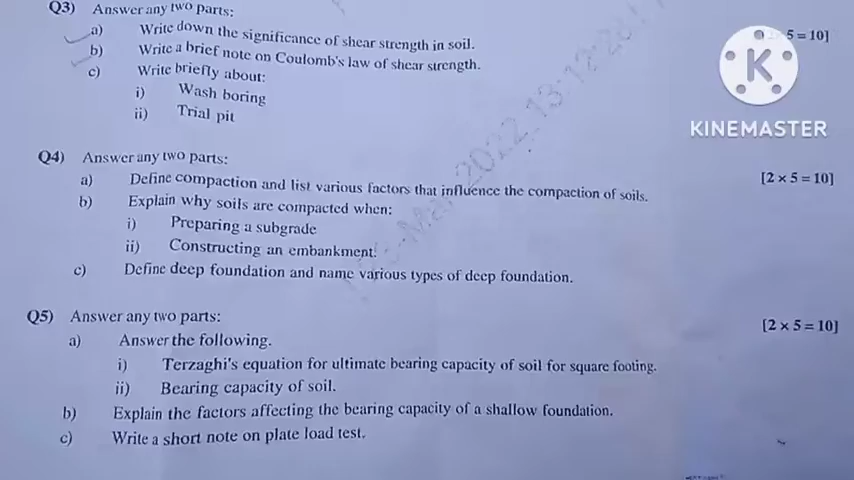 Q3) Answer any two parts:
a) Write down the significance of shear strength in soil.
5 = 10]
b) Write a brief note on Coulomb's law of shear strength.
c) Write briefly about:
i) Wash boring
ii) Trial pit
K
KINEMASTER
Q4) Answer any two parts:
[2 × 5 = 10]
a) Define compaction and list various factors that influence the compaction of soils.
b) Explain why soils are compacted when:
i) Preparing a subgrade
ii) Constructing an embankment.
c) Define deep foundation and name various types of deep foundation.
Q5) Answer any two parts:
[2 × 5 = 10]
a) Answer the following.
i) Terzaghi's equation for ultimate bearing capacity of soil for square footing.
ii) Bearing capacity of soil.
b) Explain the factors affecting the bearing capacity of a shallow foundation.
c) Write a short note on plate load test.